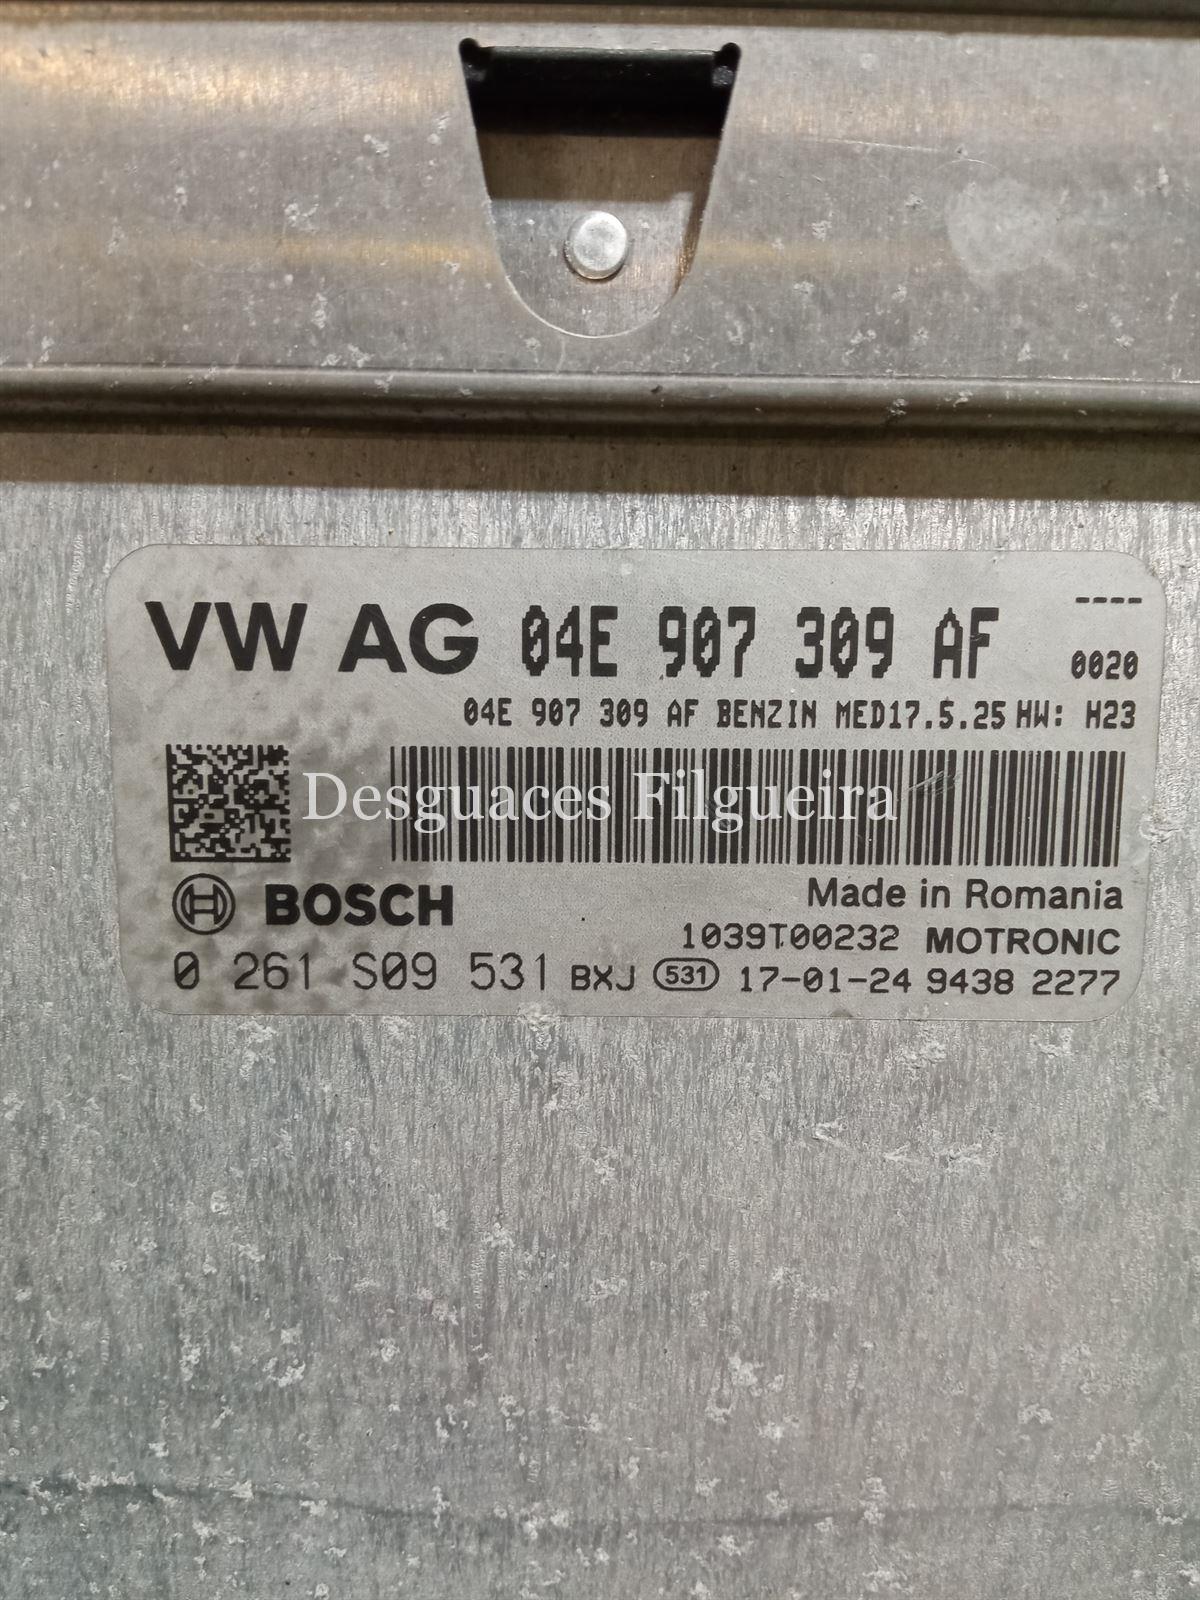 VW AG 04E 907 309 AF ----
0020
04E 907 309 AF BENZIN MED17.5.25 HW: H23
Desguaces Filgueira
BOSCH Made in Romania
1039T00232 MOTRONIC
0 261 S09 531 BXJ 531 17-01-24 9438 2277